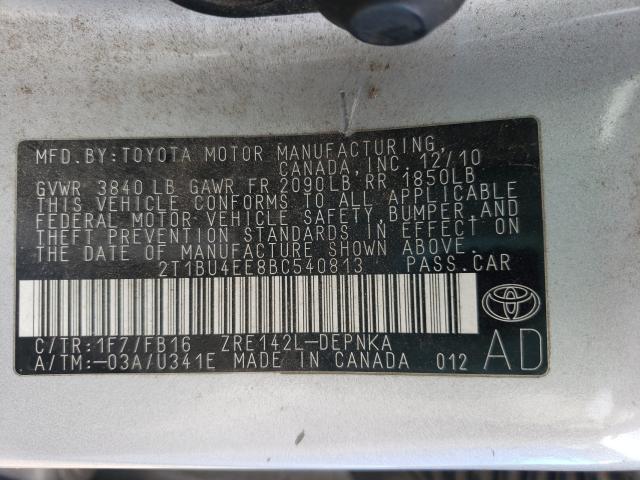 MFD.BY:TOYOTA MOTOR MANUFACTURING,
CANADA,INC. 12/10
GVWR 3840LB GAWR FR 2090LB RR 1850LB
THIS VEHICLE CONFORMS TO ALL APPLICABLE
FEDERAL MOTOR VEHICLE SAFETY, BUMPER,AND
THEFT PREVENTION STANDARDS IN EFFECT ON
THE DATE OF MANUFACTURE SHOWN ABOVE.
2T1BU4EE8BC540813 PASS.CAR
C/TR:1F7/FB16 ZRE142L-DEPNKA
A/TM:-03A/U341E MADE IN CANADA 012
AD